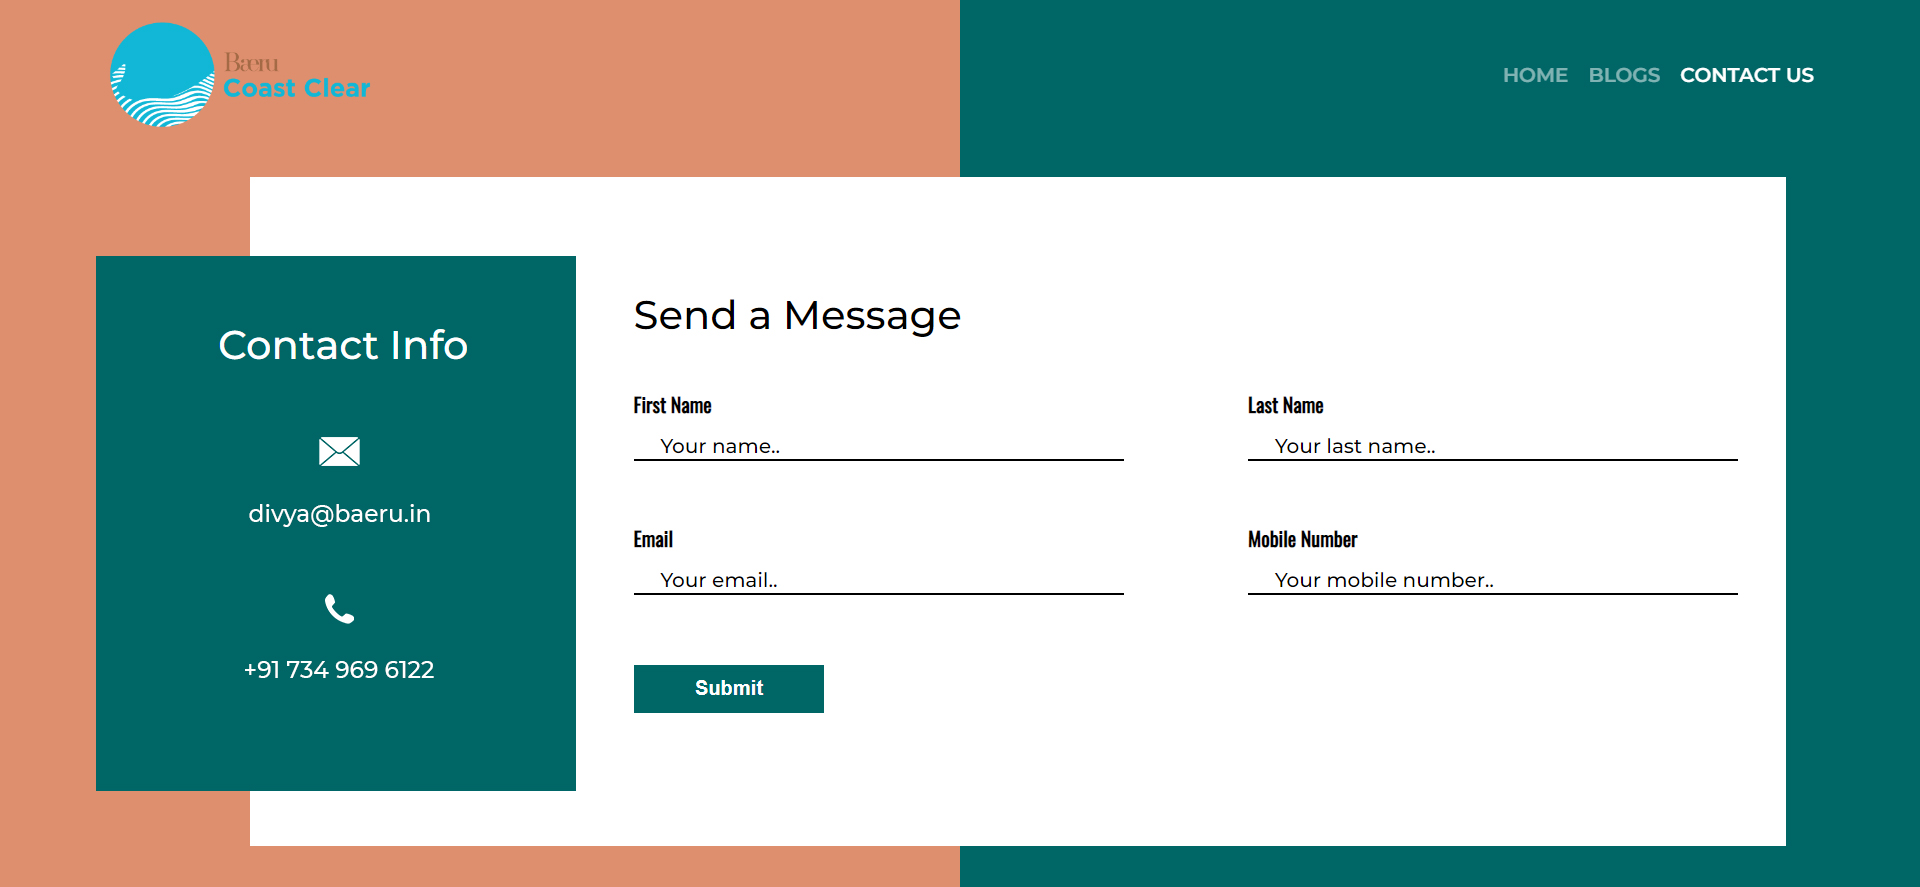 Bæru
Coast Clear
HOME BLOGS CONTACT US
Contact Info
divya@baeru.in
+91 734 969 6122
Send a Message
First Name
Your name..
Last Name
Your last name..
Email
Your email..
Mobile Number
Your mobile number..
Submit